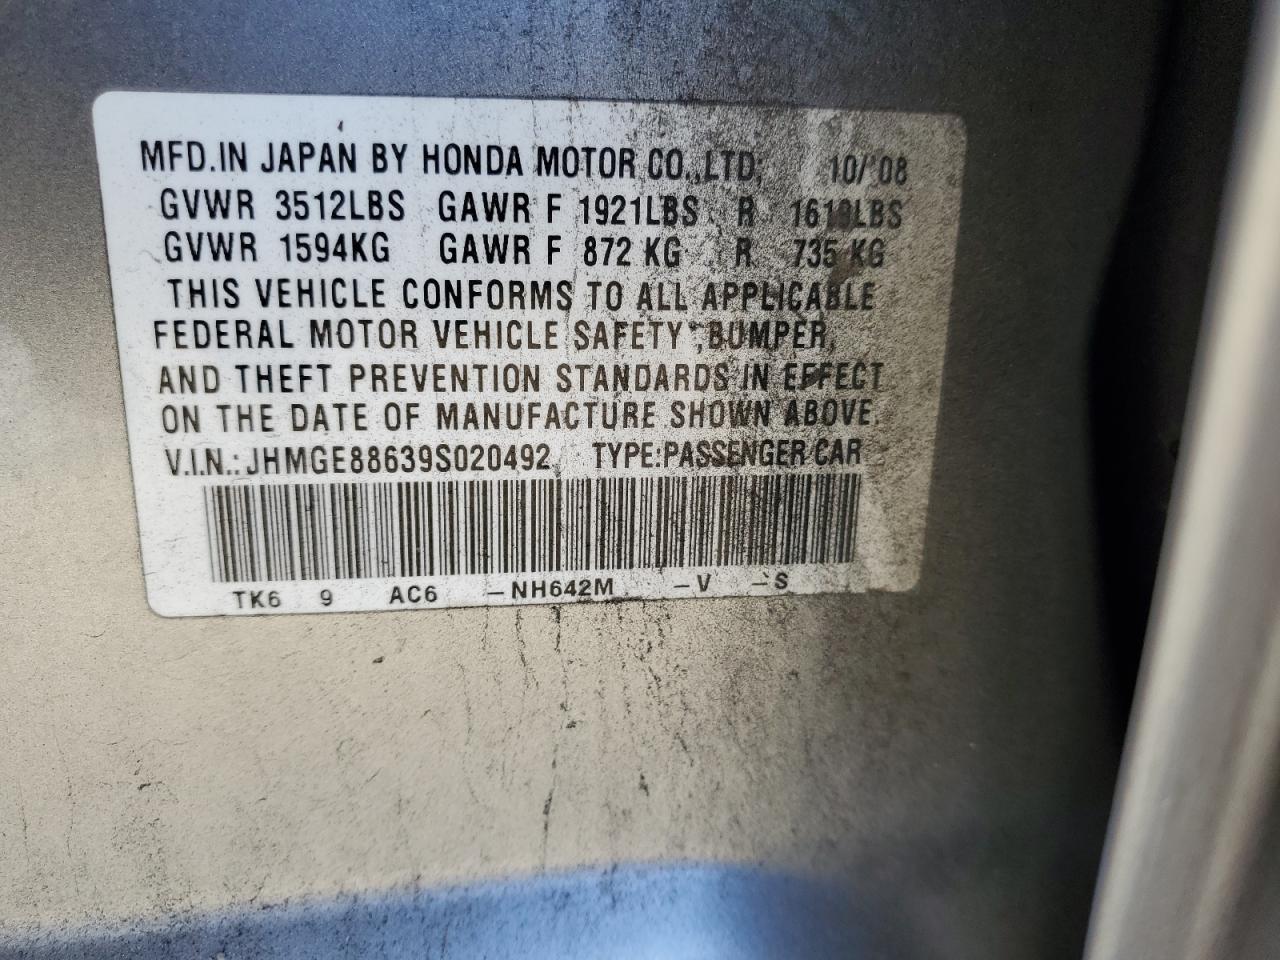 MFD.IN JAPAN BY HONDA MOTOR CO.,LTD; 10/'08
GVWR 3512LBS GAWR F 1921LBS R 1619LBS
GVWR 1594KG GAWR F 872 KG R 735 KG
THIS VEHICLE CONFORMS TO ALL APPLICABLE
FEDERAL MOTOR VEHICLE SAFETY ,BUMPER,
AND THEFT PREVENTION STANDARDS IN EFFECT
ON THE DATE OF MANUFACTURE SHOWN ABOVE.
V.I.N.: JHMGE88639S020492 TYPE:PASSENGER CAR
TK6 9 AC6 –NH642M –V –S